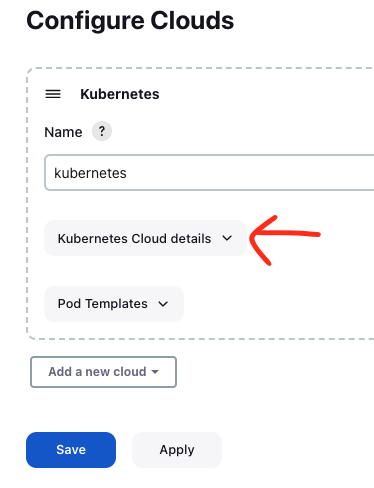 Configure Clouds
Kubernetes
Name ?
kubernetes
Kubernetes Cloud details
Pod Templates
Add a new cloud
Save Apply